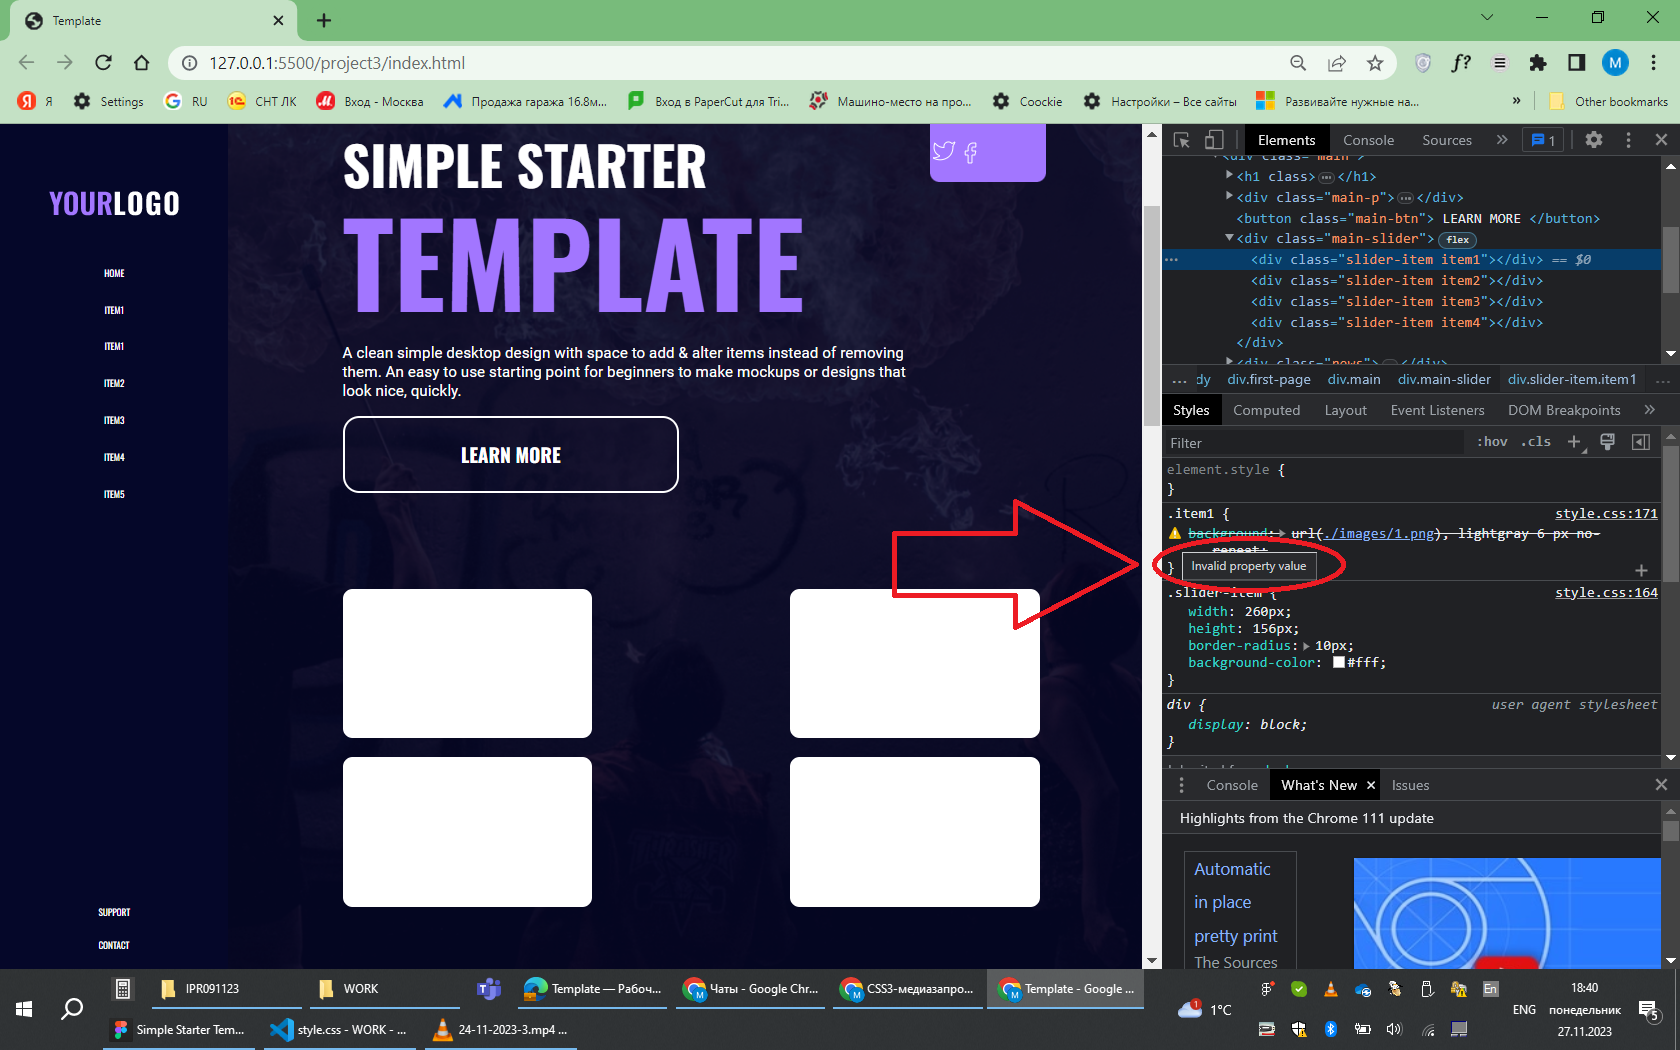 Template
127.0.0.1:5500/project3/index.html
f?
M
Я Я
Settings
G RU
СНТ ЛК
Вход - Москва
Продажа гаража 16.8м...
Вход в PaperCut для Tri...
Машино-место на про...
Coockie
Настройки – Все сайты
Развивайте нужные на...
»
Other bookmarks
YOURLOGO
HOME
ITEM1
ITEM1
ITEM2
ITEM3
ITEM4
ITEM5
SUPPORT
CONTACT
SIMPLE STARTER
TEMPLATE
A clean simple desktop design with space to add & alter items instead of removing
them. An easy to use starting point for beginners to make mockups or designs that
look nice, quickly.
LEARN MORE
Elements Console Sources » 1
<div class="main">
<h1 class>…</h1>
<div class="main-p">…</div>
<button class="main-btn"> LEARN MORE </button>
<div class="main-slider"> flex
… <div class="slider-item item1"></div> == $0
<div class="slider-item item2"></div>
<div class="slider-item item3"></div>
<div class="slider-item item4"></div>
</div>
<div class="news">…</div>
... dy div.first-page div.main div.main-slider div.slider-item.item1 ...
Styles Computed Layout Event Listeners DOM Breakpoints »
Filter :hov .cls +
element.style {
}
.item1 { style.css:171
background: url(./images/1.png), lightgray 6 px no-
repeat;
} Invalid property value
.slider-item { style.css:164
width: 260px;
height: 156px;
border-radius: 10px;
background-color: #fff;
}
div { user agent stylesheet
display: block;
}
Console What's New × Issues
Highlights from the Chrome 111 update
Automatic
in place
pretty print
The Sources
IPR091123
WORK
Template — Рабоч...
Чаты - Google Chr...
CSS3-медиазапро...
Template - Google ...
Simple Starter Tem...
style.css - WORK - ...
24-11-2023-3.mp4 ...
1
1°C
En
ENG
18:40
понедельник
27.11.2023
5